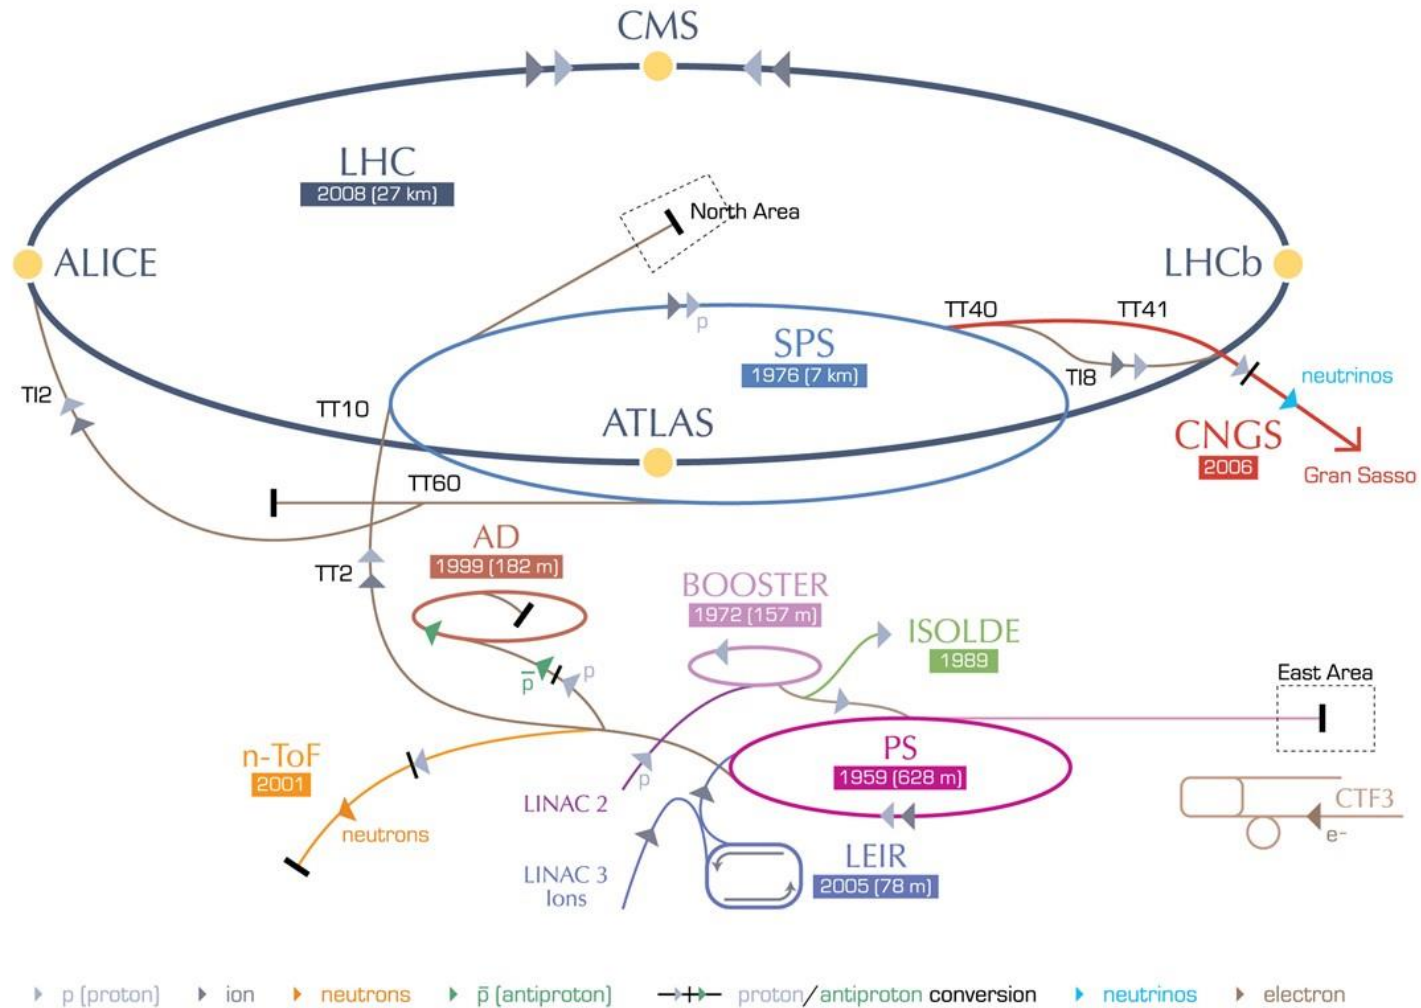 CMS
LHC
2008 (27 km)
North Area
ALICE
LHCb
p
TT40
TT41
SPS
1976 (7 km)
TI8
neutrinos
TI2
TT10
ATLAS
CNGS
2006
Gran Sasso
TT60
AD
1999 (182 m)
TT2
BOOSTER
1972 (157 m)
ISOLDE
1989
p̅
p
East Area
n-ToF
2001
PS
1959 (628 m)
p
LINAC 2
neutrons
CTF3
e-
LEIR
2005 (78 m)
LINAC 3
Ions
p (proton)
ion
neutrons
p̅ (antiproton)
proton/antiproton conversion
neutrinos
electron